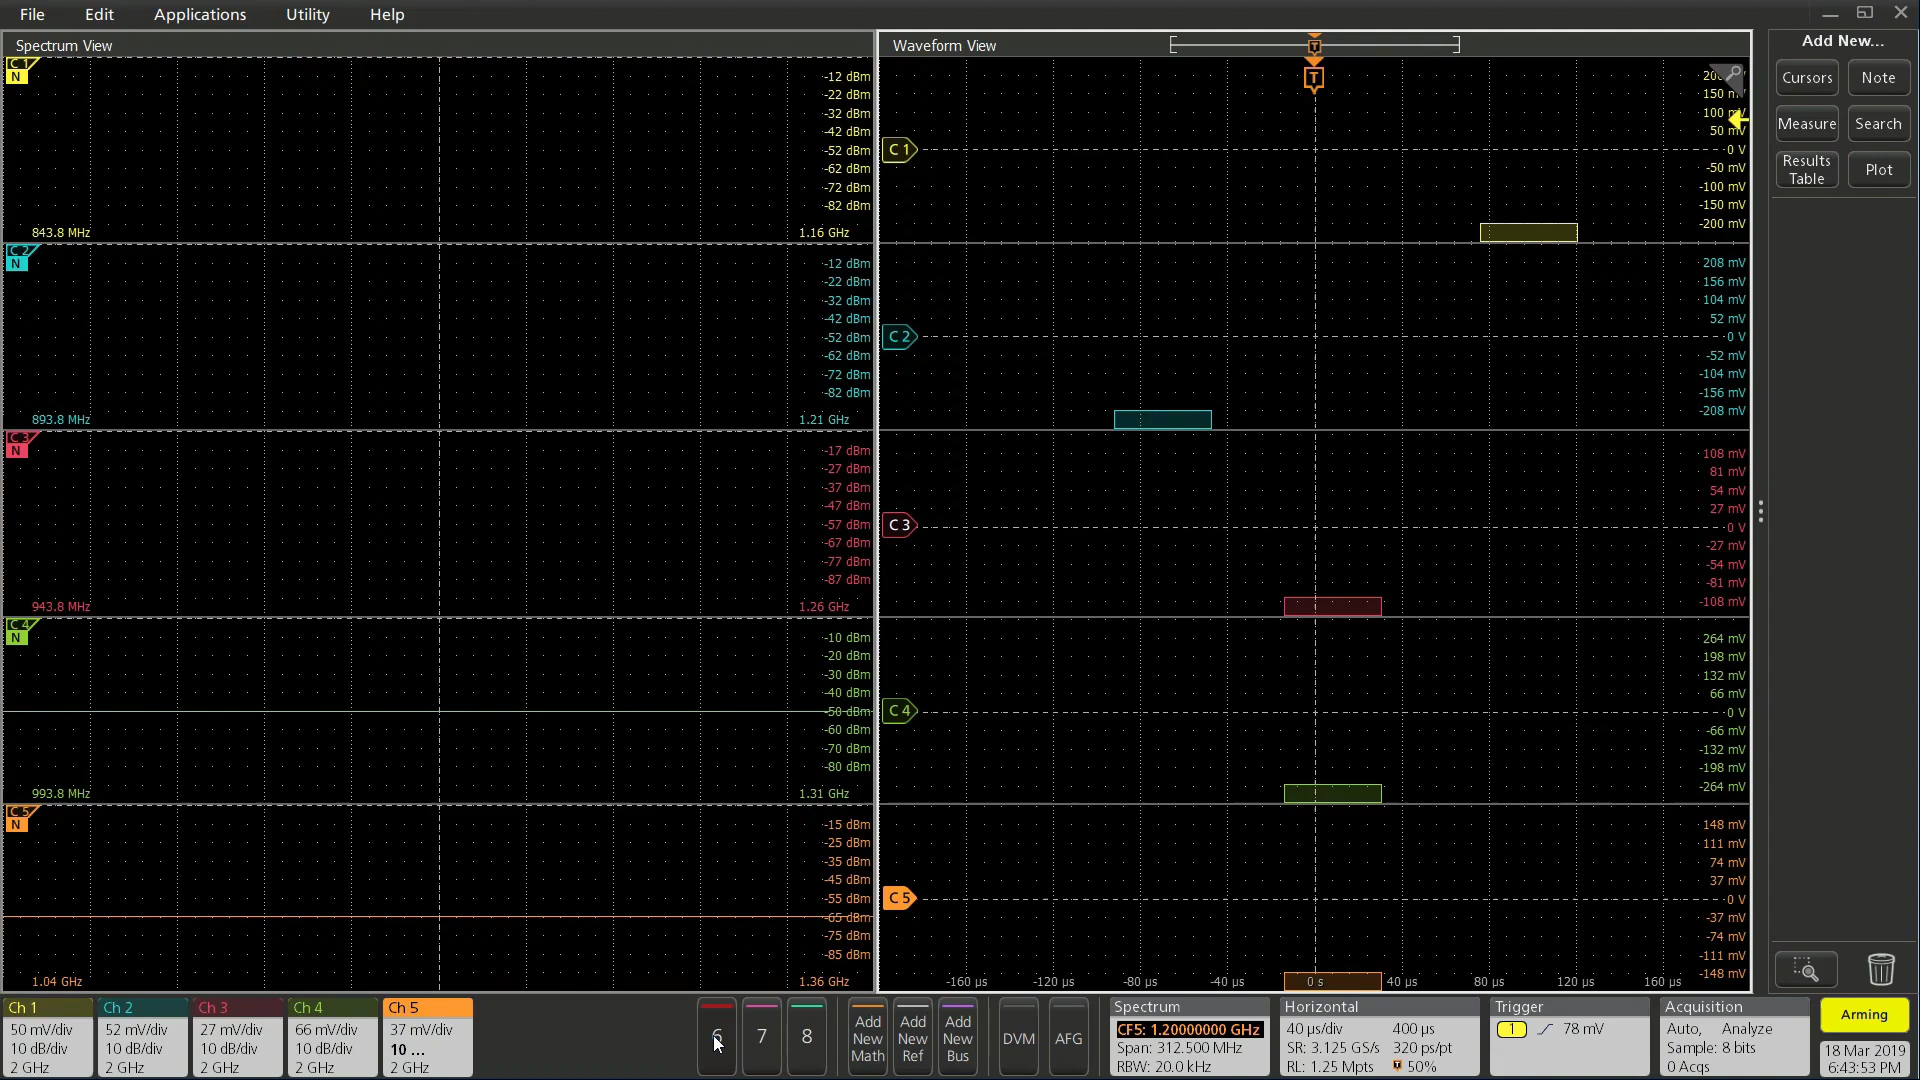 File Edit Applications Utility Help
Spectrum View
C 1
N
-12 dBm
-22 dBm
-32 dBm
-42 dBm
-52 dBm
-62 dBm
-72 dBm
-82 dBm
843.8 MHz 1.16 GHz
C 2
N
-12 dBm
-22 dBm
-32 dBm
-42 dBm
-52 dBm
-62 dBm
-72 dBm
-82 dBm
893.8 MHz 1.21 GHz
C 3
N
-17 dBm
-27 dBm
-37 dBm
-47 dBm
-57 dBm
-67 dBm
-77 dBm
-87 dBm
943.8 MHz 1.26 GHz
C 4
N
-10 dBm
-20 dBm
-30 dBm
-40 dBm
-50 dBm
-60 dBm
-70 dBm
-80 dBm
993.8 MHz 1.31 GHz
C 5
N
-15 dBm
-25 dBm
-35 dBm
-45 dBm
-55 dBm
-65 dBm
-75 dBm
-85 dBm
1.04 GHz 1.36 GHz
Waveform View
T
T
150 m
100 mV
50 mV
C 1
0 V
-50 mV
-100 mV
-150 mV
-200 mV
208 mV
156 mV
104 mV
52 mV
C 2
0 V
-52 mV
-104 mV
-156 mV
-208 mV
108 mV
81 mV
54 mV
27 mV
C 3
0 V
-27 mV
-54 mV
-81 mV
-108 mV
264 mV
198 mV
132 mV
66 mV
C 4
0 V
-66 mV
-132 mV
-198 mV
-264 mV
148 mV
111 mV
74 mV
37 mV
C 5
0 V
-37 mV
-74 mV
-111 mV
-148 mV
-160 µs -120 µs -80 µs -40 µs 0 s 40 µs 80 µs 120 µs 160 µs
Add New...
Cursors Note
Measure Search
Results
Table
Plot
Ch 1
50 mV/div
10 dB/div
2 GHz
Ch 2
52 mV/div
10 dB/div
2 GHz
Ch 3
27 mV/div
10 dB/div
2 GHz
Ch 4
66 mV/div
10 dB/div
2 GHz
Ch 5
37 mV/div
10 ...
2 GHz
6 7 8
Add
New
Math
Add
New
Ref
Add
New
Bus
DVM AFG
Spectrum
CF5: 1.20000000 GHz
Span: 312.500 MHz
RBW: 20.0 kHz
Horizontal
40 µs/div 400 µs
SR: 3.125 GS/s 320 ps/pt
RL: 1.25 Mpts T 50%
Trigger
1 78 mV
Acquisition
Auto, Analyze
Sample: 8 bits
0 Acqs
Arming
18 Mar 2019
6:43:53 PM